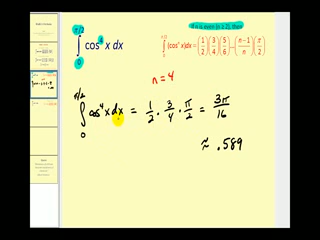 If n is even (n ≥ 2), then
∫₀^(π/2) cos⁴ x dx
∫₀^(π/2) (cosⁿ x)dx = (1/2)(3/4)(5/6)···((n−1)/n)(π/2)
n = 4
∫₀^(π/2) cos⁴ x dx = 1/2 · 3/4 · π/2 = 3π/16
≈ .589